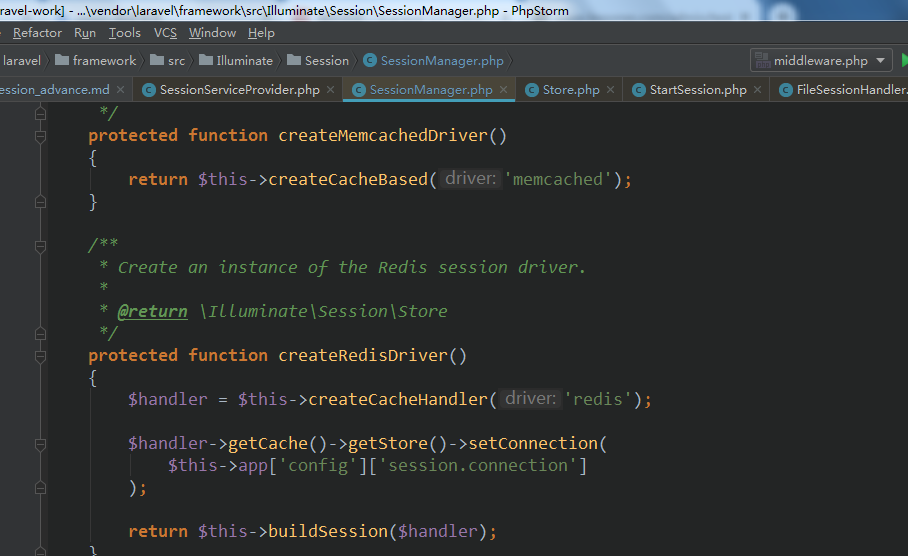 ravel-work] - ...\vendor\laravel\framework\src\Illuminate\Session\SessionManager.php - PhpStorm
Refactor Run Tools VCS Window Help
laravel framework src Illuminate Session SessionManager.php middleware.php
ession_advance.md SessionServiceProvider.php SessionManager.php Store.php StartSession.php FileSessionHandler.
*/
protected function createMemcachedDriver()
{
return $this->createCacheBased( driver: 'memcached');
}
/**
* Create an instance of the Redis session driver.
*
* @return \Illuminate\Session\Store
*/
protected function createRedisDriver()
{
$handler = $this->createCacheHandler( driver: 'redis');
$handler->getCache()->getStore()->setConnection(
$this->app['config']['session.connection']
);
return $this->buildSession($handler);
}